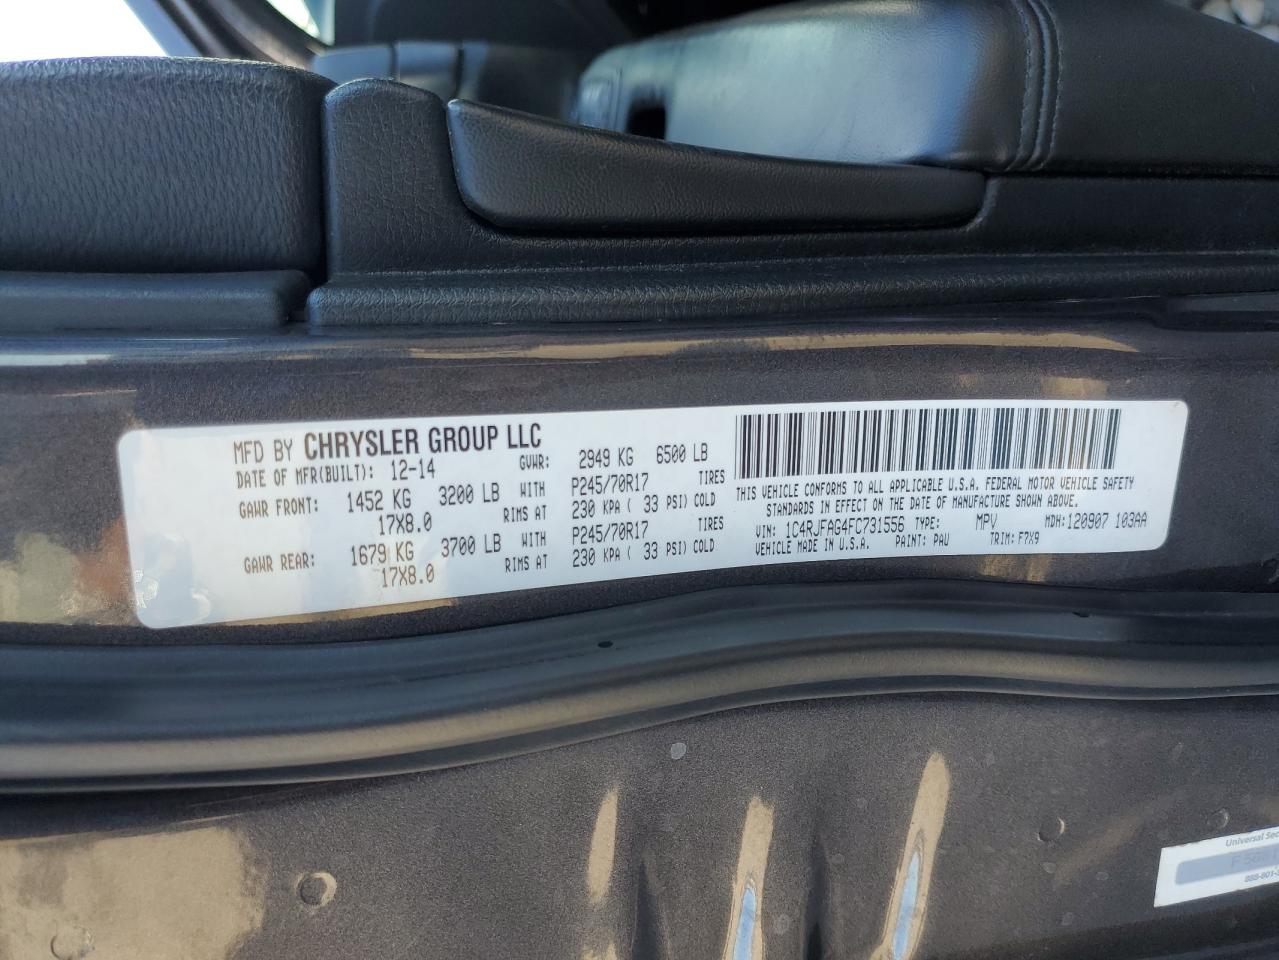 MFD BY CHRYSLER GROUP LLC
DATE OF MFR(BUILT): 12-14 GVWR: 2949 KG 6500 LB
GAWR FRONT: 1452 KG 3200 LB WITH P245/70R17 TIRES
17X8.0 RIMS AT 230 KPA ( 33 PSI) COLD
GAWR REAR: 1679 KG 3700 LB WITH P245/70R17 TIRES
17X8.0 RIMS AT 230 KPA ( 33 PSI) COLD
THIS VEHICLE CONFORMS TO ALL APPLICABLE U.S.A. FEDERAL MOTOR VEHICLE SAFETY
STANDARDS IN EFFECT ON THE DATE OF MANUFACTURE SHOWN ABOVE.
VIN: 1C4RJFAG4FC731556 TYPE: MPV MDH:120907 103AA
VEHICLE MADE IN U.S.A. PAINT: PAU TRIM: F7X9
Universal
888-801-